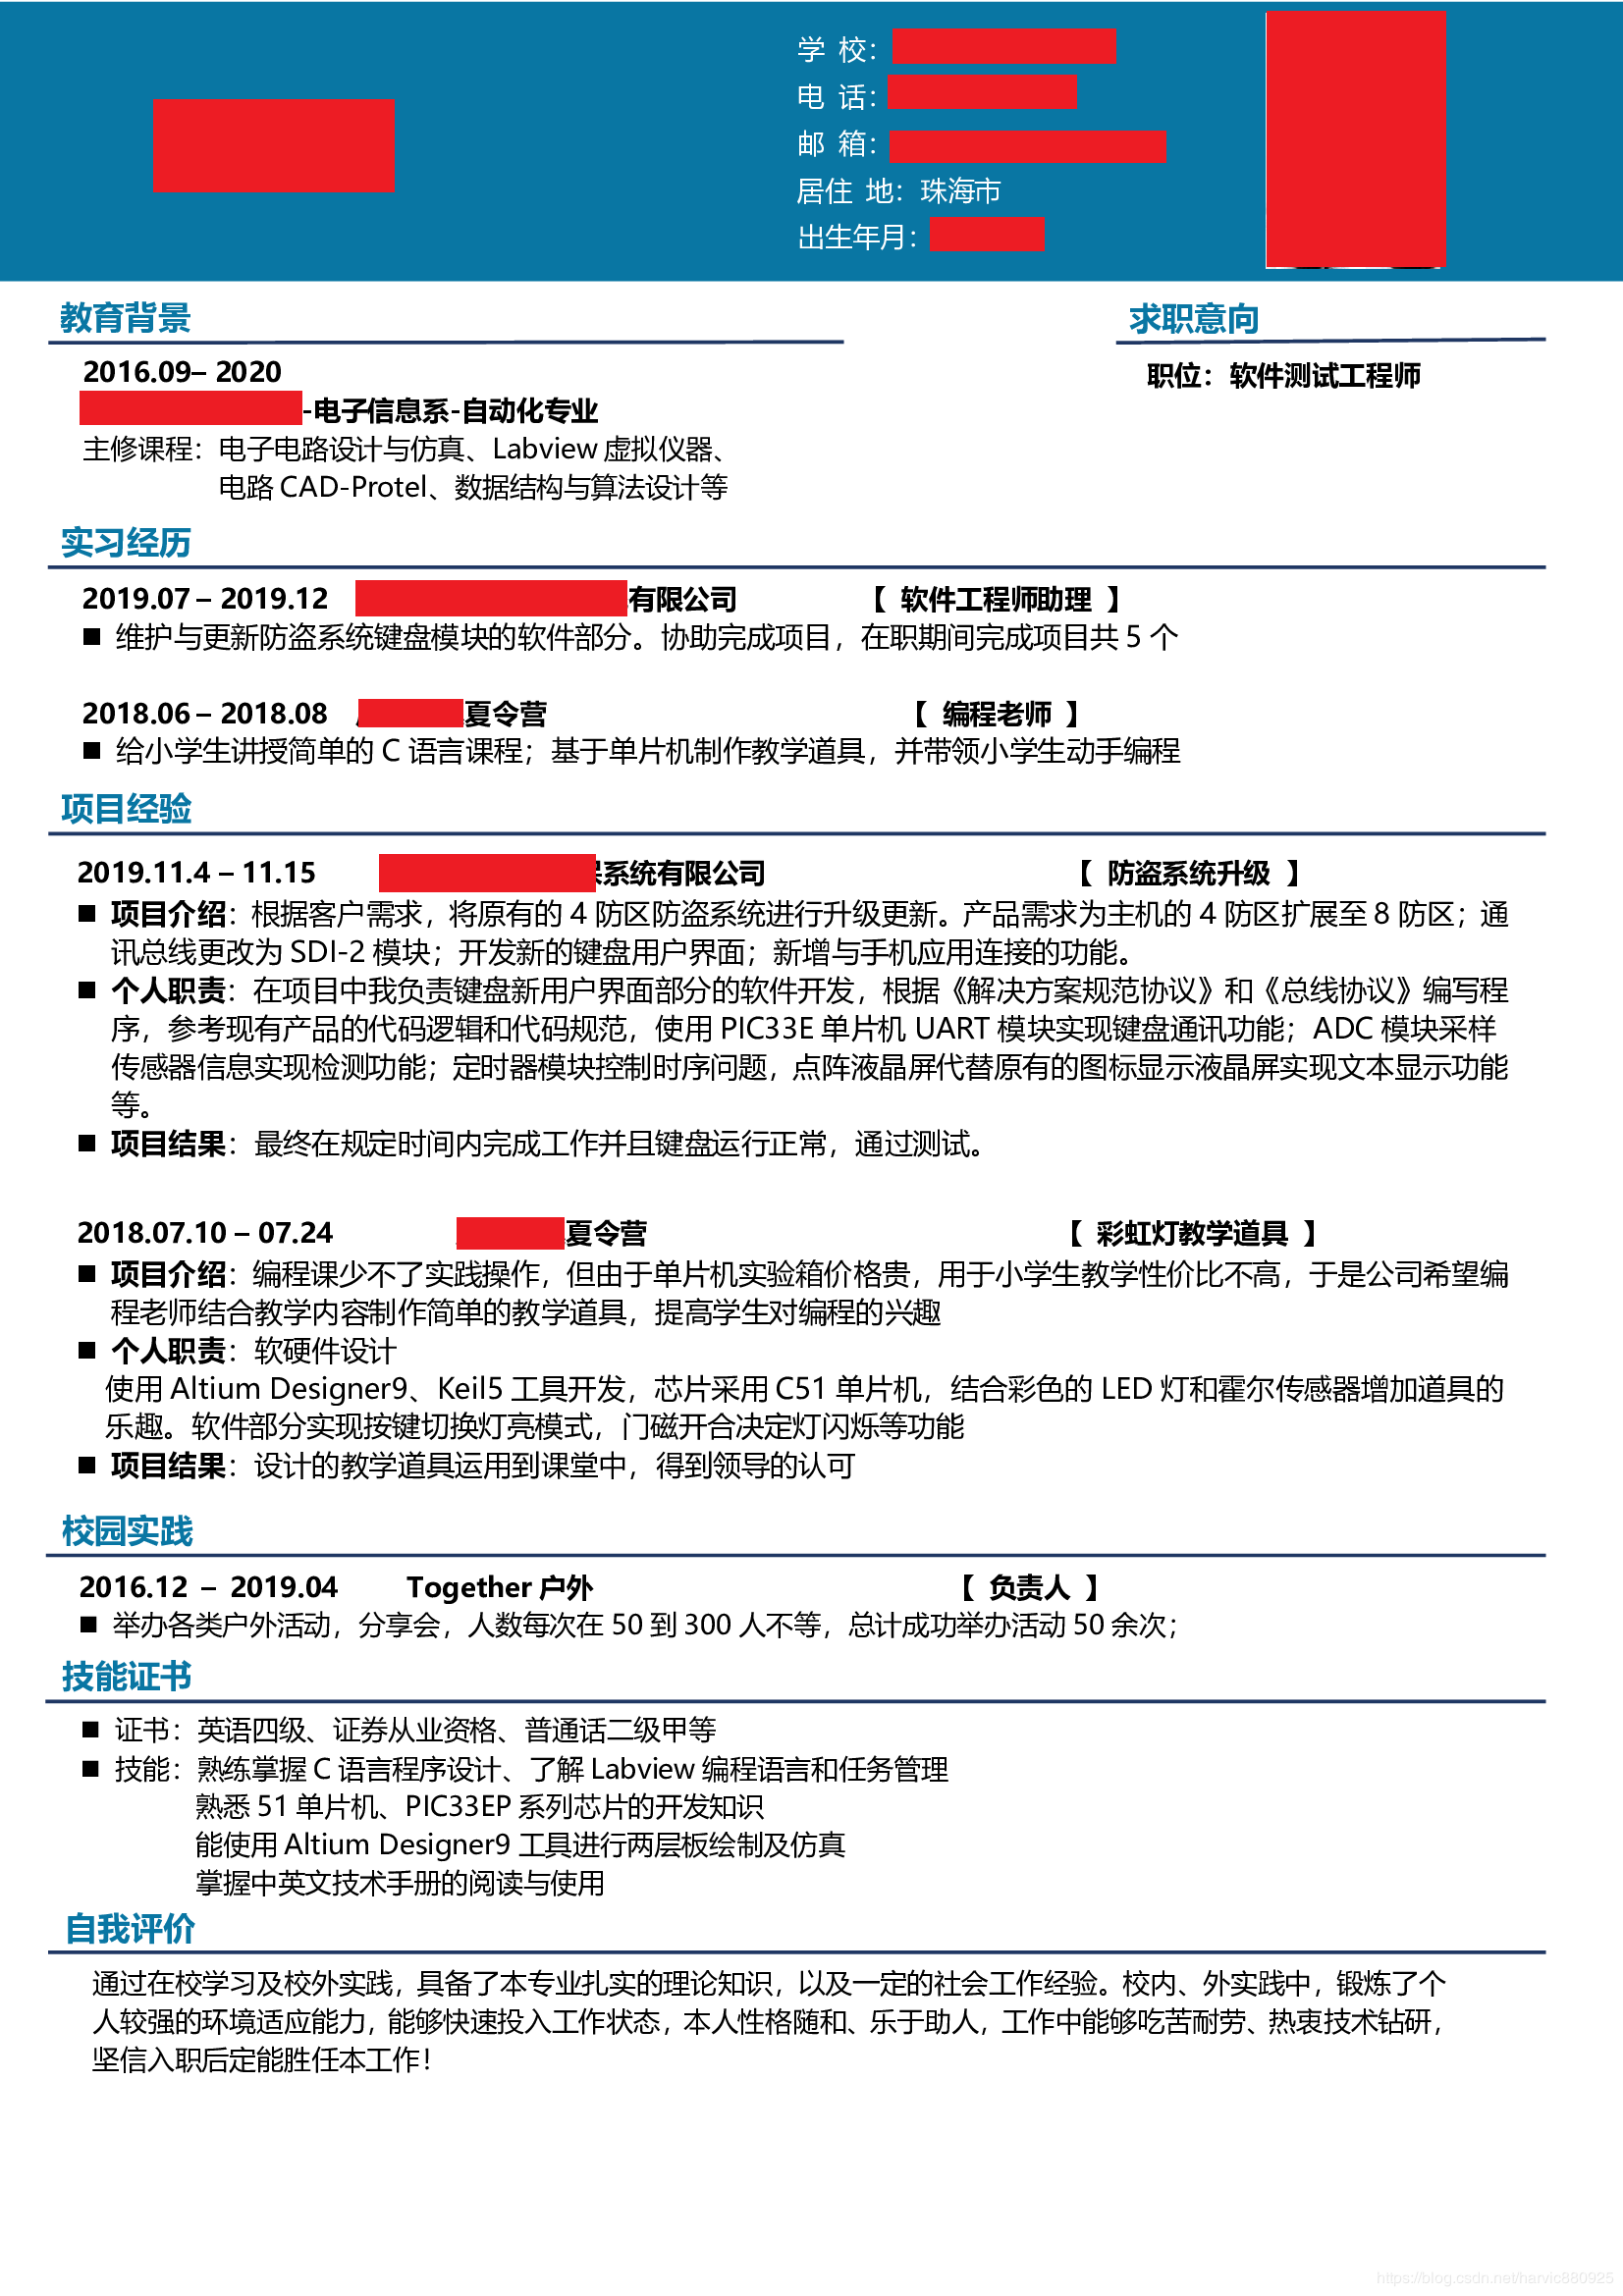 学 校：
电 话：
邮 箱：
居住 地：珠海市
出生年月：
教育背景
求职意向
2016.09– 2020
职位：软件测试工程师
-电子信息系-自动化专业
主修课程：电子电路设计与仿真、Labview 虚拟仪器、
电路 CAD-Protel、数据结构与算法设计等
实习经历
2019.07 – 2019.12 有限公司 【 软件工程师助理 】
■ 维护与更新防盗系统键盘模块的软件部分。协助完成项目，在职期间完成项目共 5 个
2018.06 – 2018.08 夏令营 【 编程老师 】
■ 给小学生讲授简单的 C 语言课程；基于单片机制作教学道具，并带领小学生动手编程
项目经验
2019.11.4 – 11.15 系统有限公司 【 防盗系统升级 】
■ 项目介绍：根据客户需求，将原有的 4 防区防盗系统进行升级更新。产品需求为主机的 4 防区扩展至 8 防区；通
讯总线更改为 SDI-2 模块；开发新的键盘用户界面；新增与手机应用连接的功能。
■ 个人职责：在项目中我负责键盘新用户界面部分的软件开发，根据《解决方案规范协议》和《总线协议》编写程
序，参考现有产品的代码逻辑和代码规范，使用 PIC33E 单片机 UART 模块实现键盘通讯功能；ADC 模块采样
传感器信息实现检测功能；定时器模块控制时序问题，点阵液晶屏代替原有的图标显示液晶屏实现文本显示功能
等。
■ 项目结果：最终在规定时间内完成工作并且键盘运行正常，通过测试。
2018.07.10 – 07.24 夏令营 【 彩虹灯教学道具 】
■ 项目介绍：编程课少不了实践操作，但由于单片机实验箱价格贵，用于小学生教学性价比不高，于是公司希望编
程老师结合教学内容制作简单的教学道具，提高学生对编程的兴趣
■ 个人职责：软硬件设计
使用 Altium Designer9、Keil5 工具开发，芯片采用 C51 单片机，结合彩色的 LED 灯和霍尔传感器增加道具的
乐趣。软件部分实现按键切换灯亮模式，门磁开合决定灯闪烁等功能
■ 项目结果：设计的教学道具运用到课堂中，得到领导的认可
校园实践
2016.12 – 2019.04 Together 户外 【 负责人 】
■ 举办各类户外活动，分享会，人数每次在 50 到 300 人不等，总计成功举办活动 50 余次；
技能证书
■ 证书：英语四级、证券从业资格、普通话二级甲等
■ 技能：熟练掌握 C 语言程序设计、了解 Labview 编程语言和任务管理
熟悉 51 单片机、PIC33EP 系列芯片的开发知识
能使用 Altium Designer9 工具进行两层板绘制及仿真
掌握中英文技术手册的阅读与使用
自我评价
通过在校学习及校外实践，具备了本专业扎实的理论知识，以及一定的社会工作经验。校内、外实践中，锻炼了个
人较强的环境适应能力，能够快速投入工作状态，本人性格随和、乐于助人，工作中能够吃苦耐劳、热衷技术钻研，
坚信入职后定能胜任本工作！
https://blog.csdn.net/harvic880925